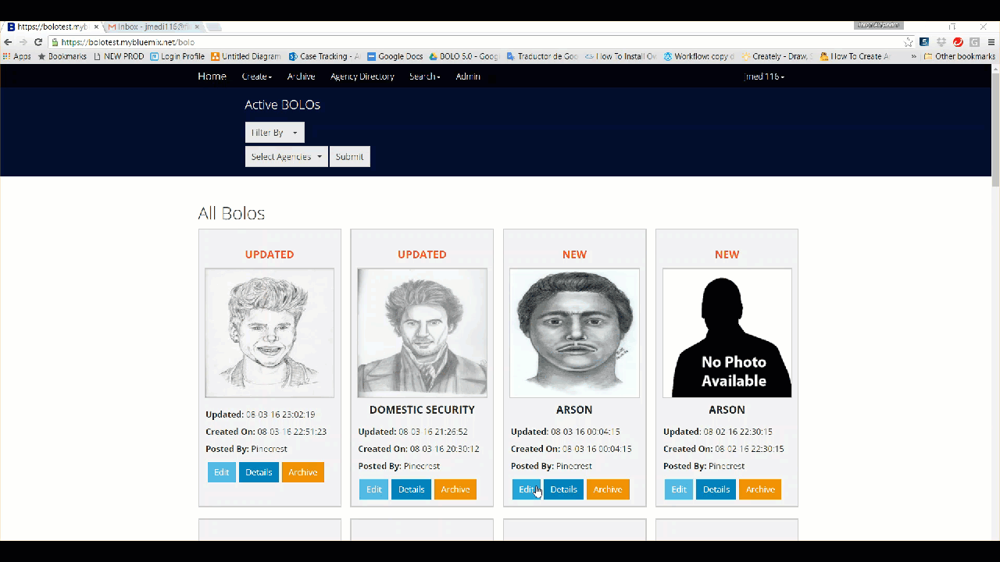 https://bolotest.myb
Inbox - jmedi116@fi
https://bolotest.mybluemix.net/bolo
Apps Bookmarks NEW PROD Login Profile Untitled Diagram Case Tracking - A Google Docs BOLO 5.0 - Goog Traductor de Goo How To Install Ow Workflow: copy d Creately - Draw, S How To Create An » Other bookmarks
Home Create Archive Agency Directory Search Admin jmedi116
Active BOLOs
Filter By
Select Agencies Submit
All Bolos
UPDATED UPDATED NEW NEW
No Photo
Available
DOMESTIC SECURITY ARSON ARSON
Updated: 08-03-16 23:02:19
Created On: 08-03-16 22:51:23
Posted By: Pinecrest
Edit Details Archive
Updated: 08-03-16 21:26:52
Created On: 08-03-16 20:30:12
Posted By: Pinecrest
Edit Details Archive
Updated: 08-03-16 00:04:15
Created On: 08-03-16 00:04:15
Posted By: Pinecrest
Edit Details Archive
Updated: 08-02-16 22:30:15
Created On: 08-02-16 22:30:15
Posted By: Pinecrest
Edit Details Archive